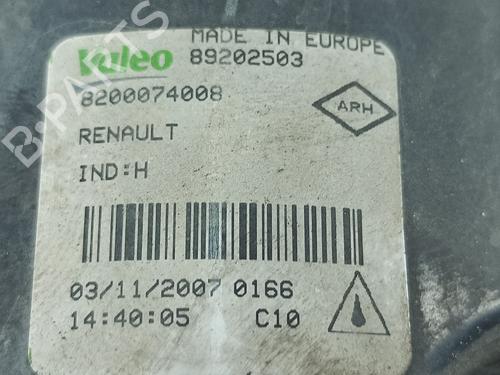 MADE IN EUROPE
Valeo 89202503
8200074008
ARH
RENAULT
IND:H
03/11/2007 0166
14:40:05 C10
B-PARTS